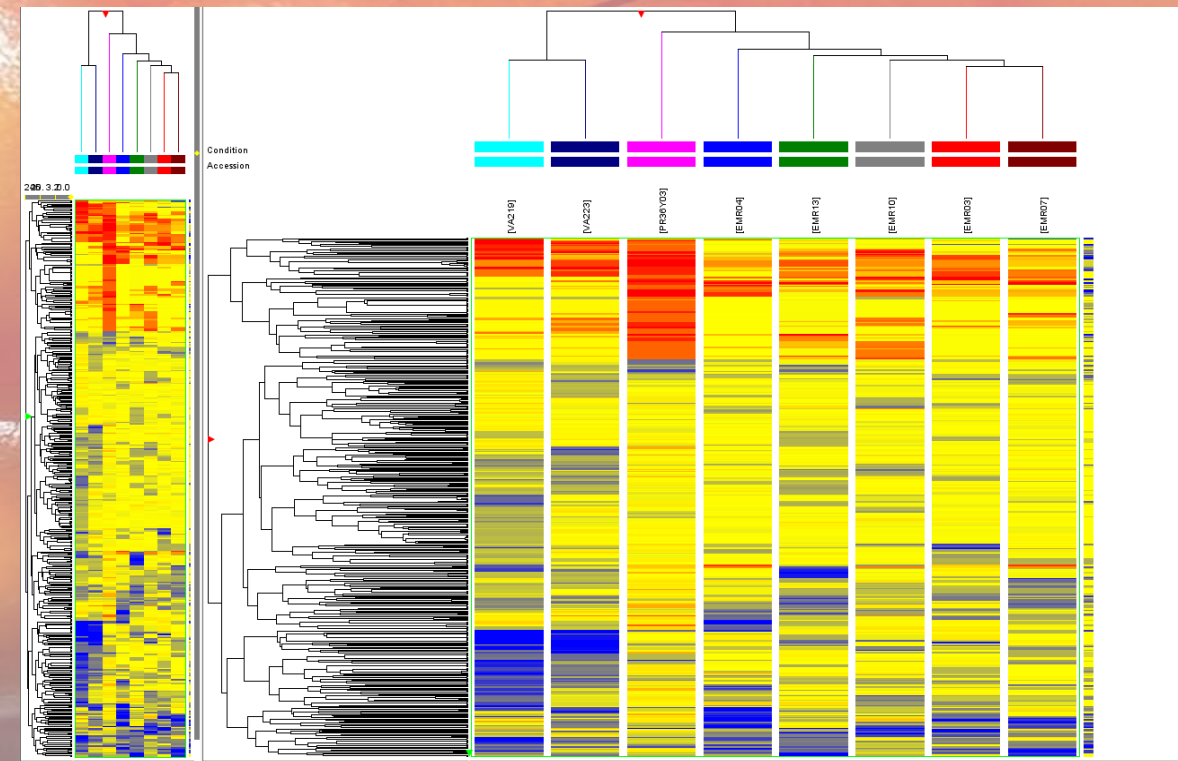 Condition
Accession
[VA219]
[VA223]
[PR36Y03]
[EMR04]
[EMR13]
[EMR10]
[EMR03]
[EMR07]